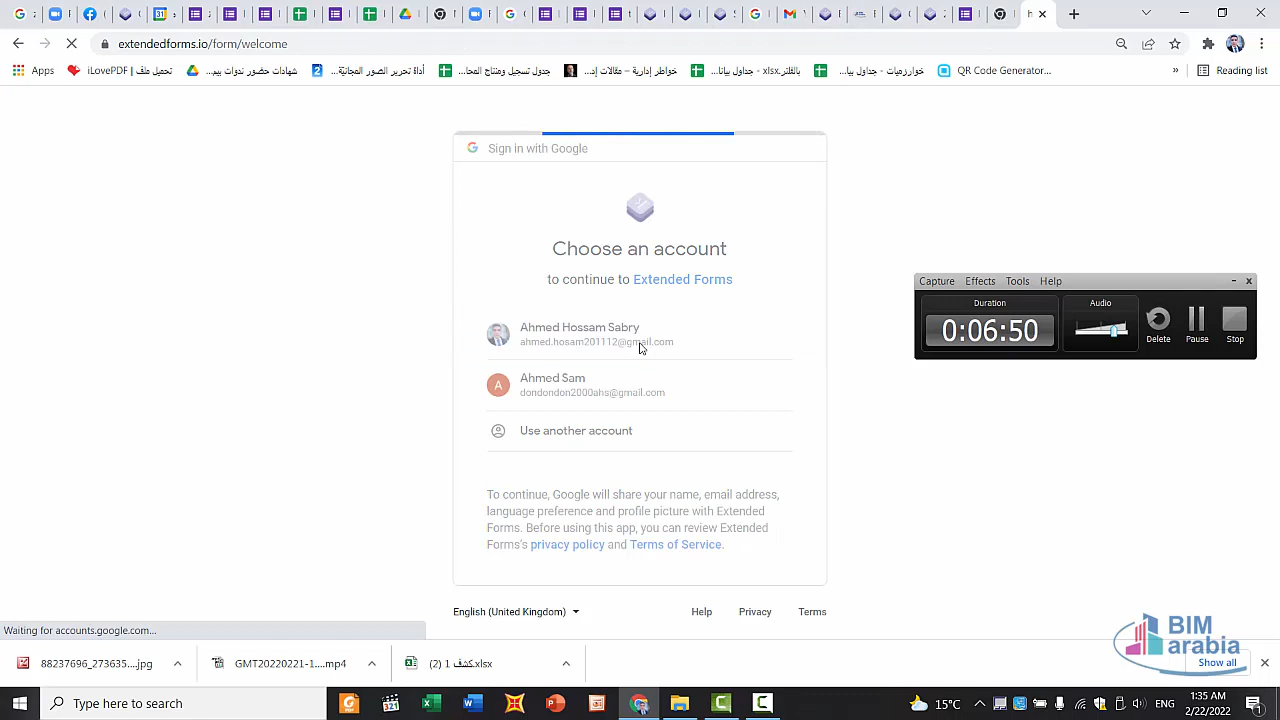 extendedforms.io/form/welcome
Apps
iLovePDF | تحميل ملف
شهادات حضور ندوات بيم...
أداة تحرير الصور المجانيّة...
جدول تسجيل ومنتاج المحا...
خواطر إدارية – مقالات إد...
بالفلتر.xlsx - جداول بيانا...
خوارزميات - جداول بيا...
QR Code Generator...
»
Reading list
Sign in with Google
Choose an account
to continue to Extended Forms
Ahmed Hossam Sabry
ahmed.hosam201112@gmail.com
A
Ahmed Sam
dondondon2000ahs@gmail.com
Use another account
To continue, Google will share your name, email address,
language preference and profile picture with Extended
Forms. Before using this app, you can review Extended
Forms's privacy policy and Terms of Service.
English (United Kingdom)
Help
Privacy
Terms
Capture Effects Tools Help
Duration
0:06:50
Audio
Delete
Pause
Stop
Waiting for accounts.google.com...
BIM
arabia
88237696_273635....jpg
GMT20220221-1....mp4
كشف 1 (2).xlsx
Show all
Type here to search
15°C
1:35 AM
2/22/2022